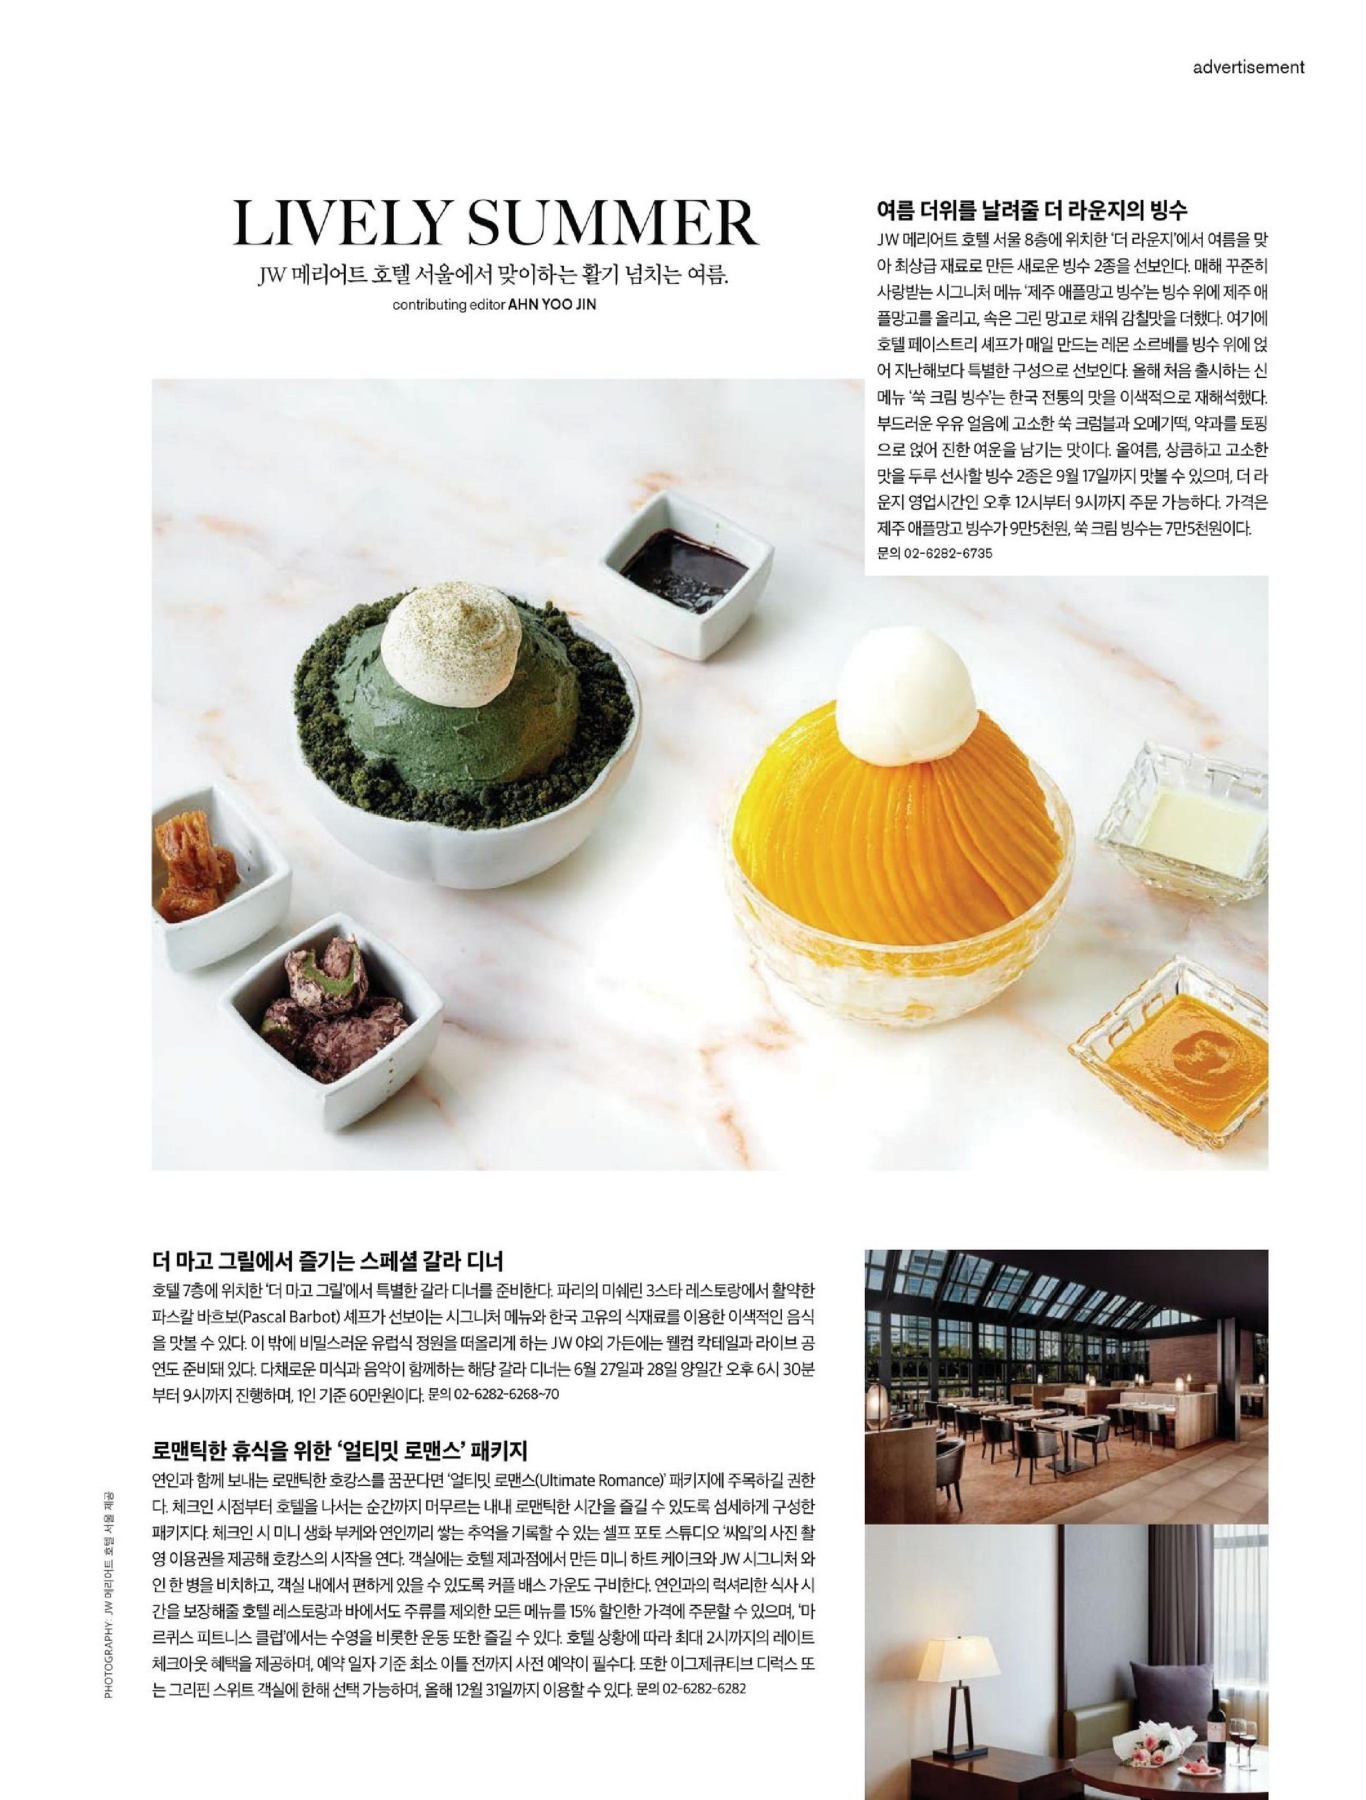 advertisement
LIVELY SUMMER
JW 메리어트 호텔 서울에서 맞이하는 활기 넘치는 여름.
contributing editor AHN YOO JIN
여름 더위를 날려줄 더 라운지의 빙수
JW 메리어트 호텔 서울 8층에 위치한 ‘더 라운지’에서 여름을 맞
아 최상급 재료로 만든 새로운 빙수 2종을 선보인다. 매해 꾸준히
사랑받는 시그니처 메뉴 ‘제주 애플망고 빙수’는 빙수 위에 제주 애
플망고를 올리고, 속은 그린 망고로 채워 감칠맛을 더했다. 여기에
호텔 페이스트리 셰프가 매일 만드는 레몬 소르베를 빙수 위에 얹
어 지난해보다 특별한 구성으로 선보인다. 올해 처음 출시하는 신
메뉴 ‘쑥 크림 빙수’는 한국 전통의 맛을 이색적으로 재해석했다.
부드러운 우유 얼음에 고소한 쑥 크럼블과 오메기떡, 약과를 토핑
으로 얹어 진한 여운을 남기는 맛이다. 올여름, 상큼하고 고소한
맛을 두루 선사할 빙수 2종은 9월 17일까지 맛볼 수 있으며, 더 라
운지 영업시간인 오후 12시부터 9시까지 주문 가능하다. 가격은
제주 애플망고 빙수가 9만5천원, 쑥 크림 빙수는 7만5천원이다.
문의 02-6282-6735
더 마고 그릴에서 즐기는 스페셜 갈라 디너
호텔 7층에 위치한 ‘더 마고 그릴’에서 특별한 갈라 디너를 준비한다. 파리의 미쉐린 3스타 레스토랑에서 활약한
파스칼 바흐보(Pascal Barbot) 셰프가 선보이는 시그니처 메뉴와 한국 고유의 식재료를 이용한 이색적인 음식
을 맛볼 수 있다. 이 밖에 비밀스러운 유럽식 정원을 떠올리게 하는 JW 야외 가든에는 웰컴 칵테일과 라이브 공
연도 준비돼 있다. 다채로운 미식과 음악이 함께하는 해당 갈라 디너는 6월 27일과 28일 양일간 오후 6시 30분
부터 9시까지 진행하며, 1인 기준 60만원이다. 문의 02-6282-6268~70
로맨틱한 휴식을 위한 ‘얼티밋 로맨스’ 패키지
연인과 함께 보내는 로맨틱한 호캉스를 꿈꾼다면 ‘얼티밋 로맨스(Ultimate Romance)’ 패키지에 주목하길 권한
다. 체크인 시점부터 호텔을 나서는 순간까지 머무르는 내내 로맨틱한 시간을 즐길 수 있도록 섬세하게 구성한
패키지다. 체크인 시 미니 생화 부케와 연인끼리 쌓는 추억을 기록할 수 있는 셀프 포토 스튜디오 ‘씨잌’의 사진 촬
영 이용권을 제공해 호캉스의 시작을 연다. 객실에는 호텔 제과점에서 만든 미니 하트 케이크와 JW 시그니처 와
인 한 병을 비치하고, 객실 내에서 편하게 있을 수 있도록 커플 배스 가운도 구비한다. 연인과의 럭셔리한 식사 시
간을 보장해줄 호텔 레스토랑과 바에서도 주류를 제외한 모든 메뉴를 15% 할인한 가격에 주문할 수 있으며, ‘마
르퀴스 피트니스 클럽’에서는 수영을 비롯한 운동 또한 즐길 수 있다. 호텔 상황에 따라 최대 2시까지의 레이트
체크아웃 혜택을 제공하며, 예약 일자 기준 최소 이틀 전까지 사전 예약이 필수다. 또한 이그제큐티브 디럭스 또
는 그리핀 스위트 객실에 한해 선택 가능하며, 올해 12월 31일까지 이용할 수 있다. 문의 02-6282-6282
PHOTOGRAPHY: JW 메리어트 호텔 서울 제공